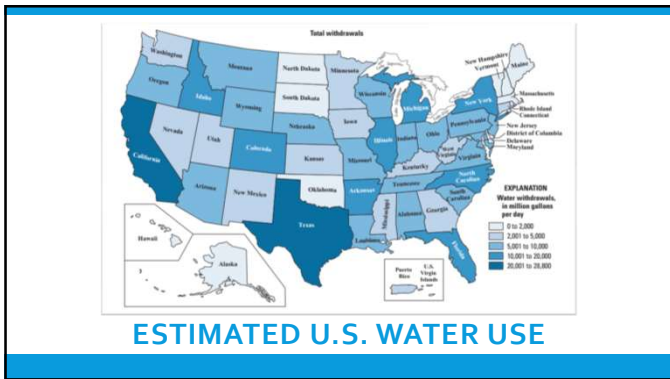 Total withdrawals
Washington
Montana
North Dakota
Minnesota
New Hampshire
Vermont
Maine
Oregon
Idaho
South Dakota
Wisconsin
Michigan
New York
Massachusetts
Rhode Island
Connecticut
Wyoming
Iowa
Pennsylvania
New Jersey
District of Columbia
Delaware
Maryland
Nevada
Utah
Colorado
Nebraska
Illinois
Indiana
Ohio
West Virginia
Virginia
California
Kansas
Missouri
Kentucky
North
Carolina
Arizona
New Mexico
Oklahoma
Arkansas
Tennessee
South
Carolina
Texas
Louisiana
Mississippi
Alabama
Georgia
Florida
Hawaii
Alaska
Puerto
Rico
U.S.
Virgin
Islands
EXPLANATION
Water withdrawals,
in million gallons
per day
0 to 2,000
2,001 to 5,000
5,001 to 10,000
10,001 to 20,000
20,001 to 28,800
ESTIMATED U.S. WATER USE